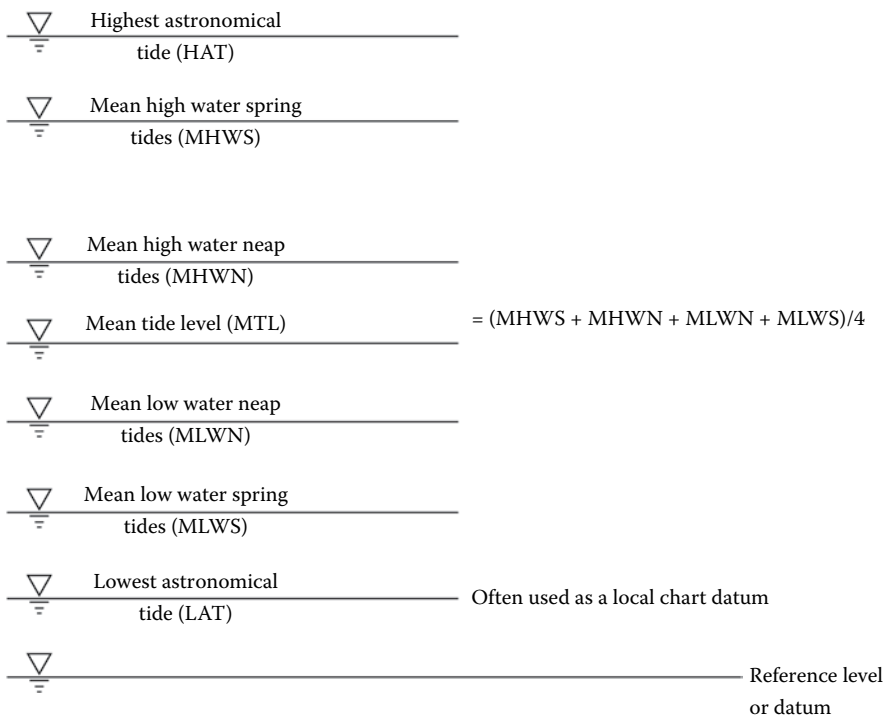 Highest astronomical
tide (HAT)
Mean high water spring
tides (MHWS)
Mean high water neap
tides (MHWN)
Mean tide level (MTL)
= (MHWS + MHWN + MLWN + MLWS)/4
Mean low water neap
tides (MLWN)
Mean low water spring
tides (MLWS)
Lowest astronomical
tide (LAT)
Often used as a local chart datum
Reference level
or datum